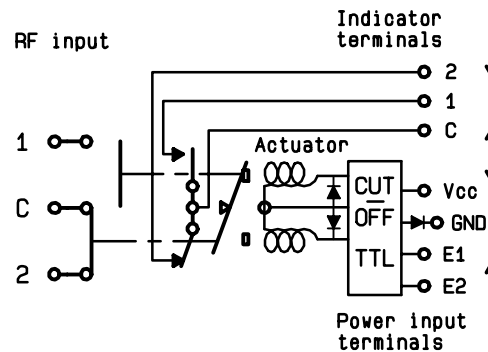 Indicator
terminals
RF input
2
1
C
1
Actuator
C
2
CUT
OFF
TTL
Vcc
GND
E1
E2
Power input
terminals